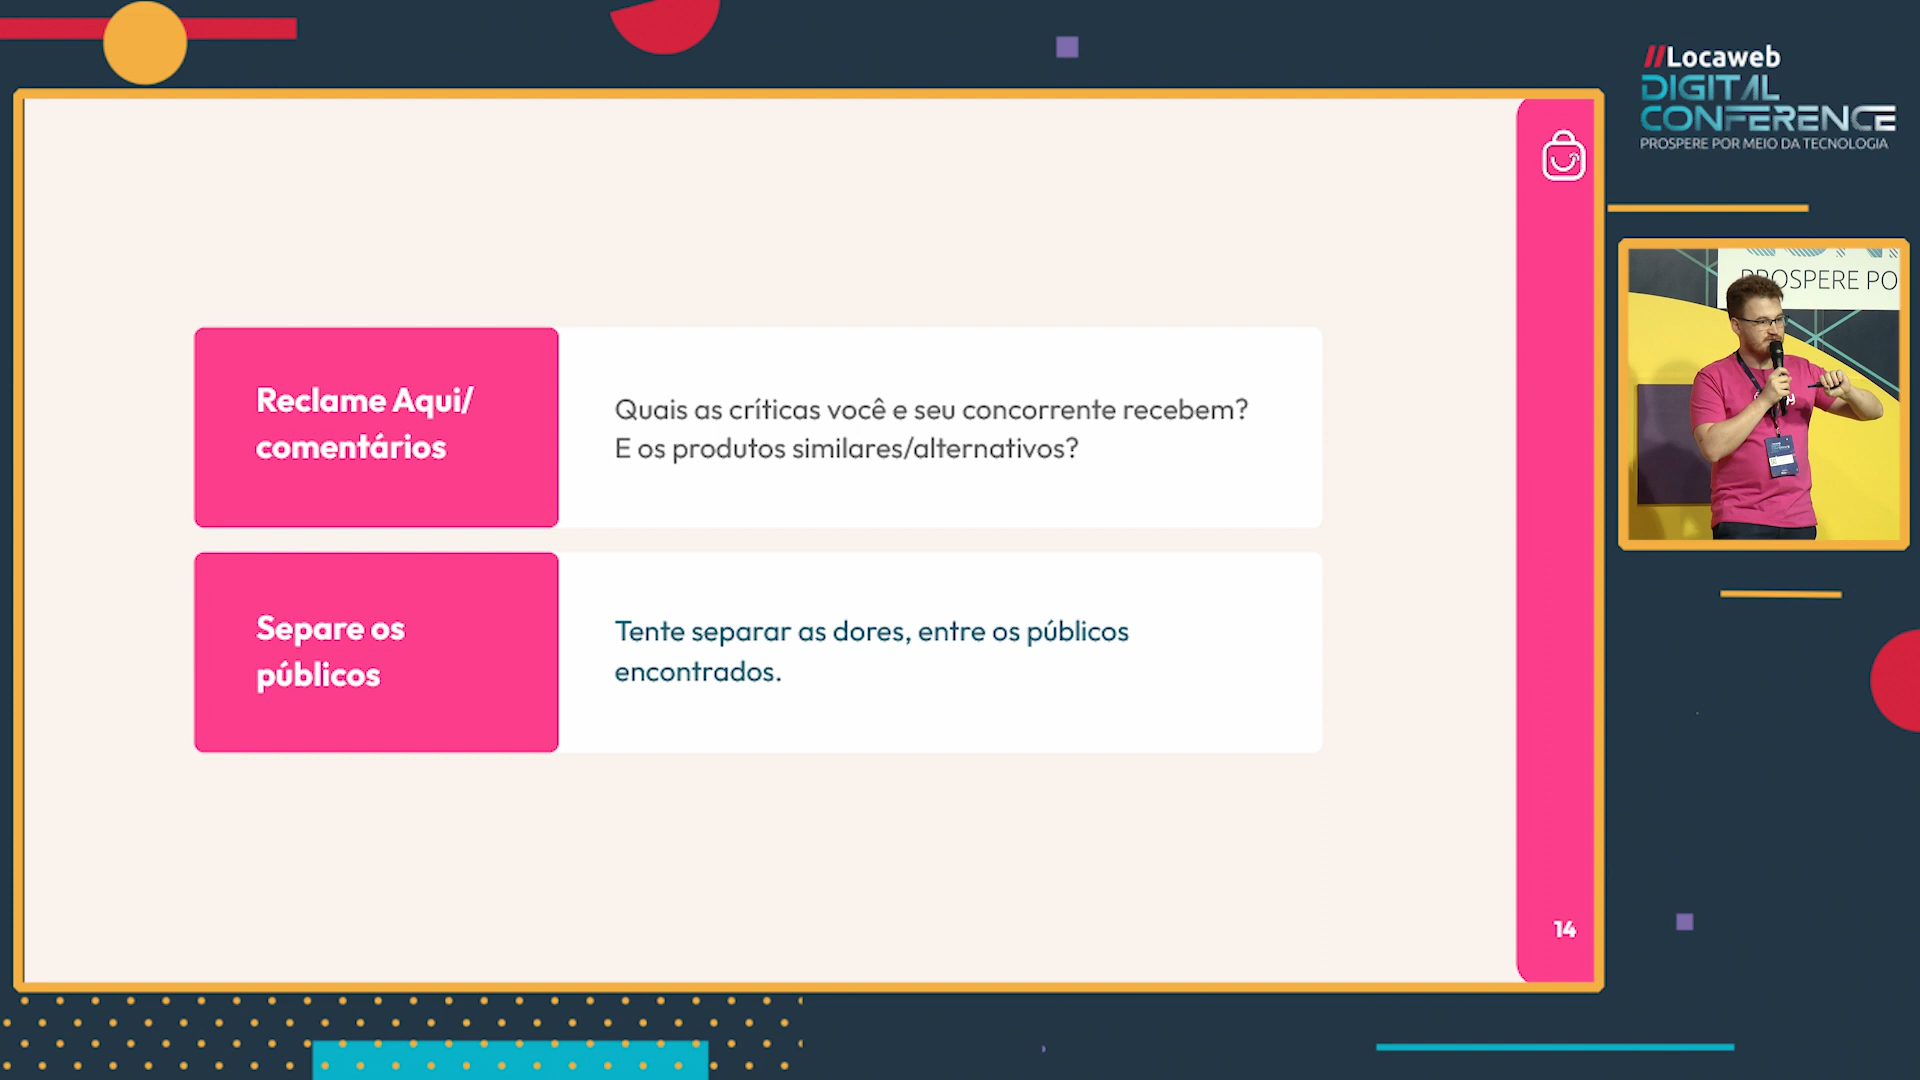 //Locaweb
DIGITAL
CONFERENCE
PROSPERE POR MEIO DA TECNOLOGIA
Reclame Aqui/
comentários
Quais as críticas você e seu concorrente recebem?
E os produtos similares/alternativos?
Separe os
públicos
Tente separar as dores, entre os públicos
encontrados.
14
PROSPERE PO